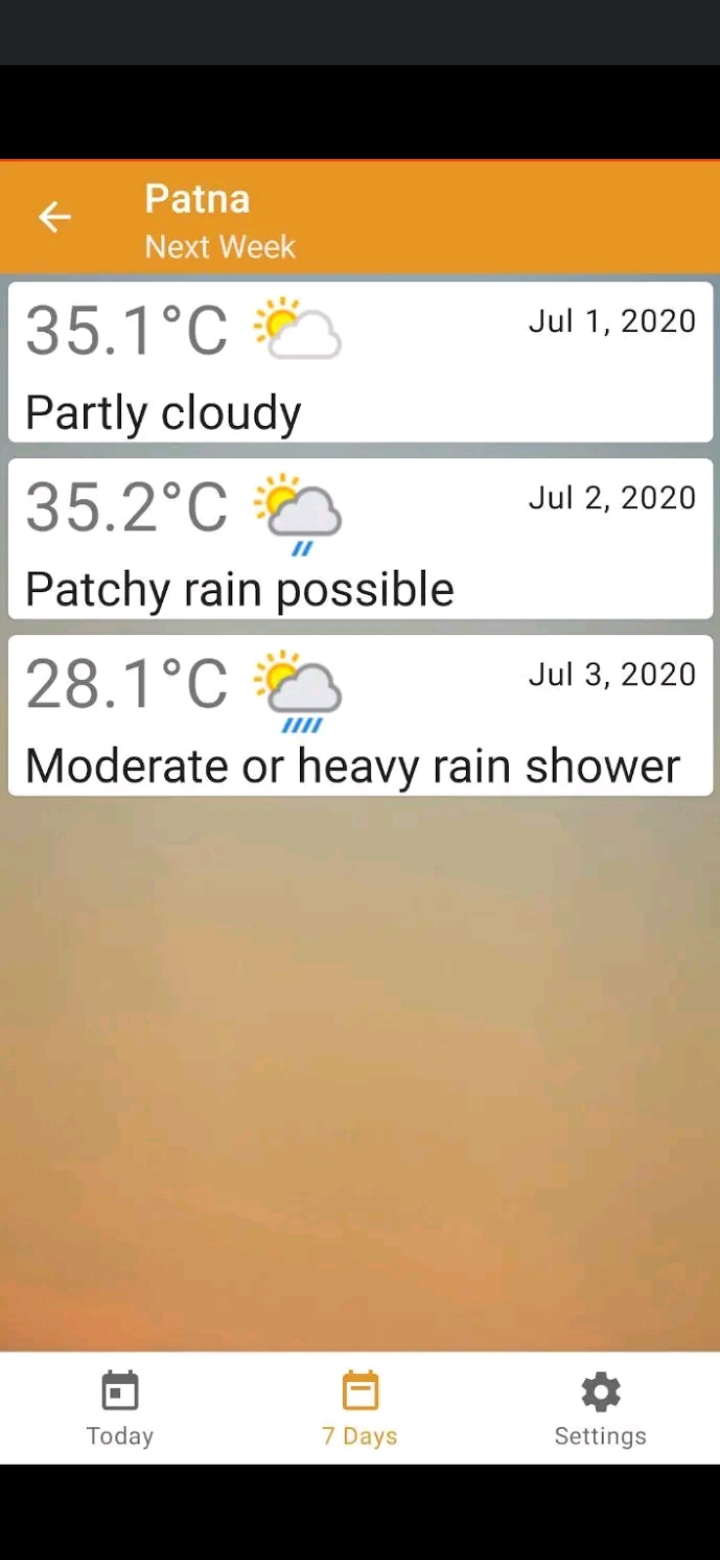 Patna
Next Week
35.1°C
Jul 1, 2020
Partly cloudy
35.2°C
Jul 2, 2020
Patchy rain possible
28.1°C
Jul 3, 2020
Moderate or heavy rain shower
Today
7 Days
Settings